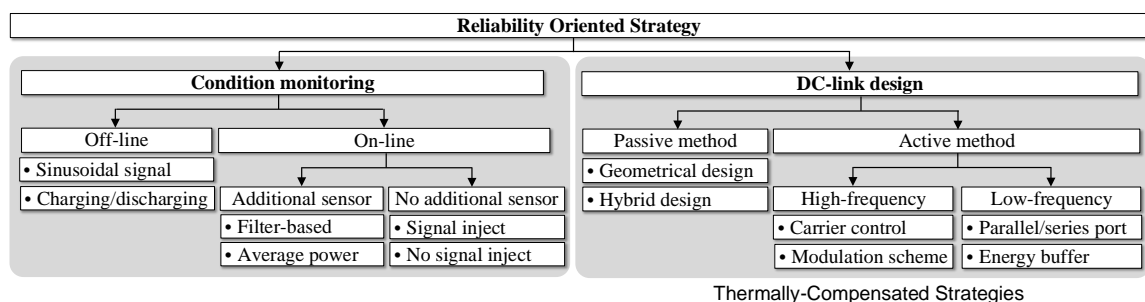 Reliability Oriented Strategy
Condition monitoring
DC-link design
Off-line
On-line
Passive method
Active method
• Sinusoidal signal
• Charging/discharging
• Geometrical design
• Hybrid design
Additional sensor
No additional sensor
High-frequency
Low-frequency
• Filter-based
• Signal inject
• Carrier control
• Parallel/series port
• Average power
• No signal inject
• Modulation scheme
• Energy buffer
Thermally-Compensated Strategies